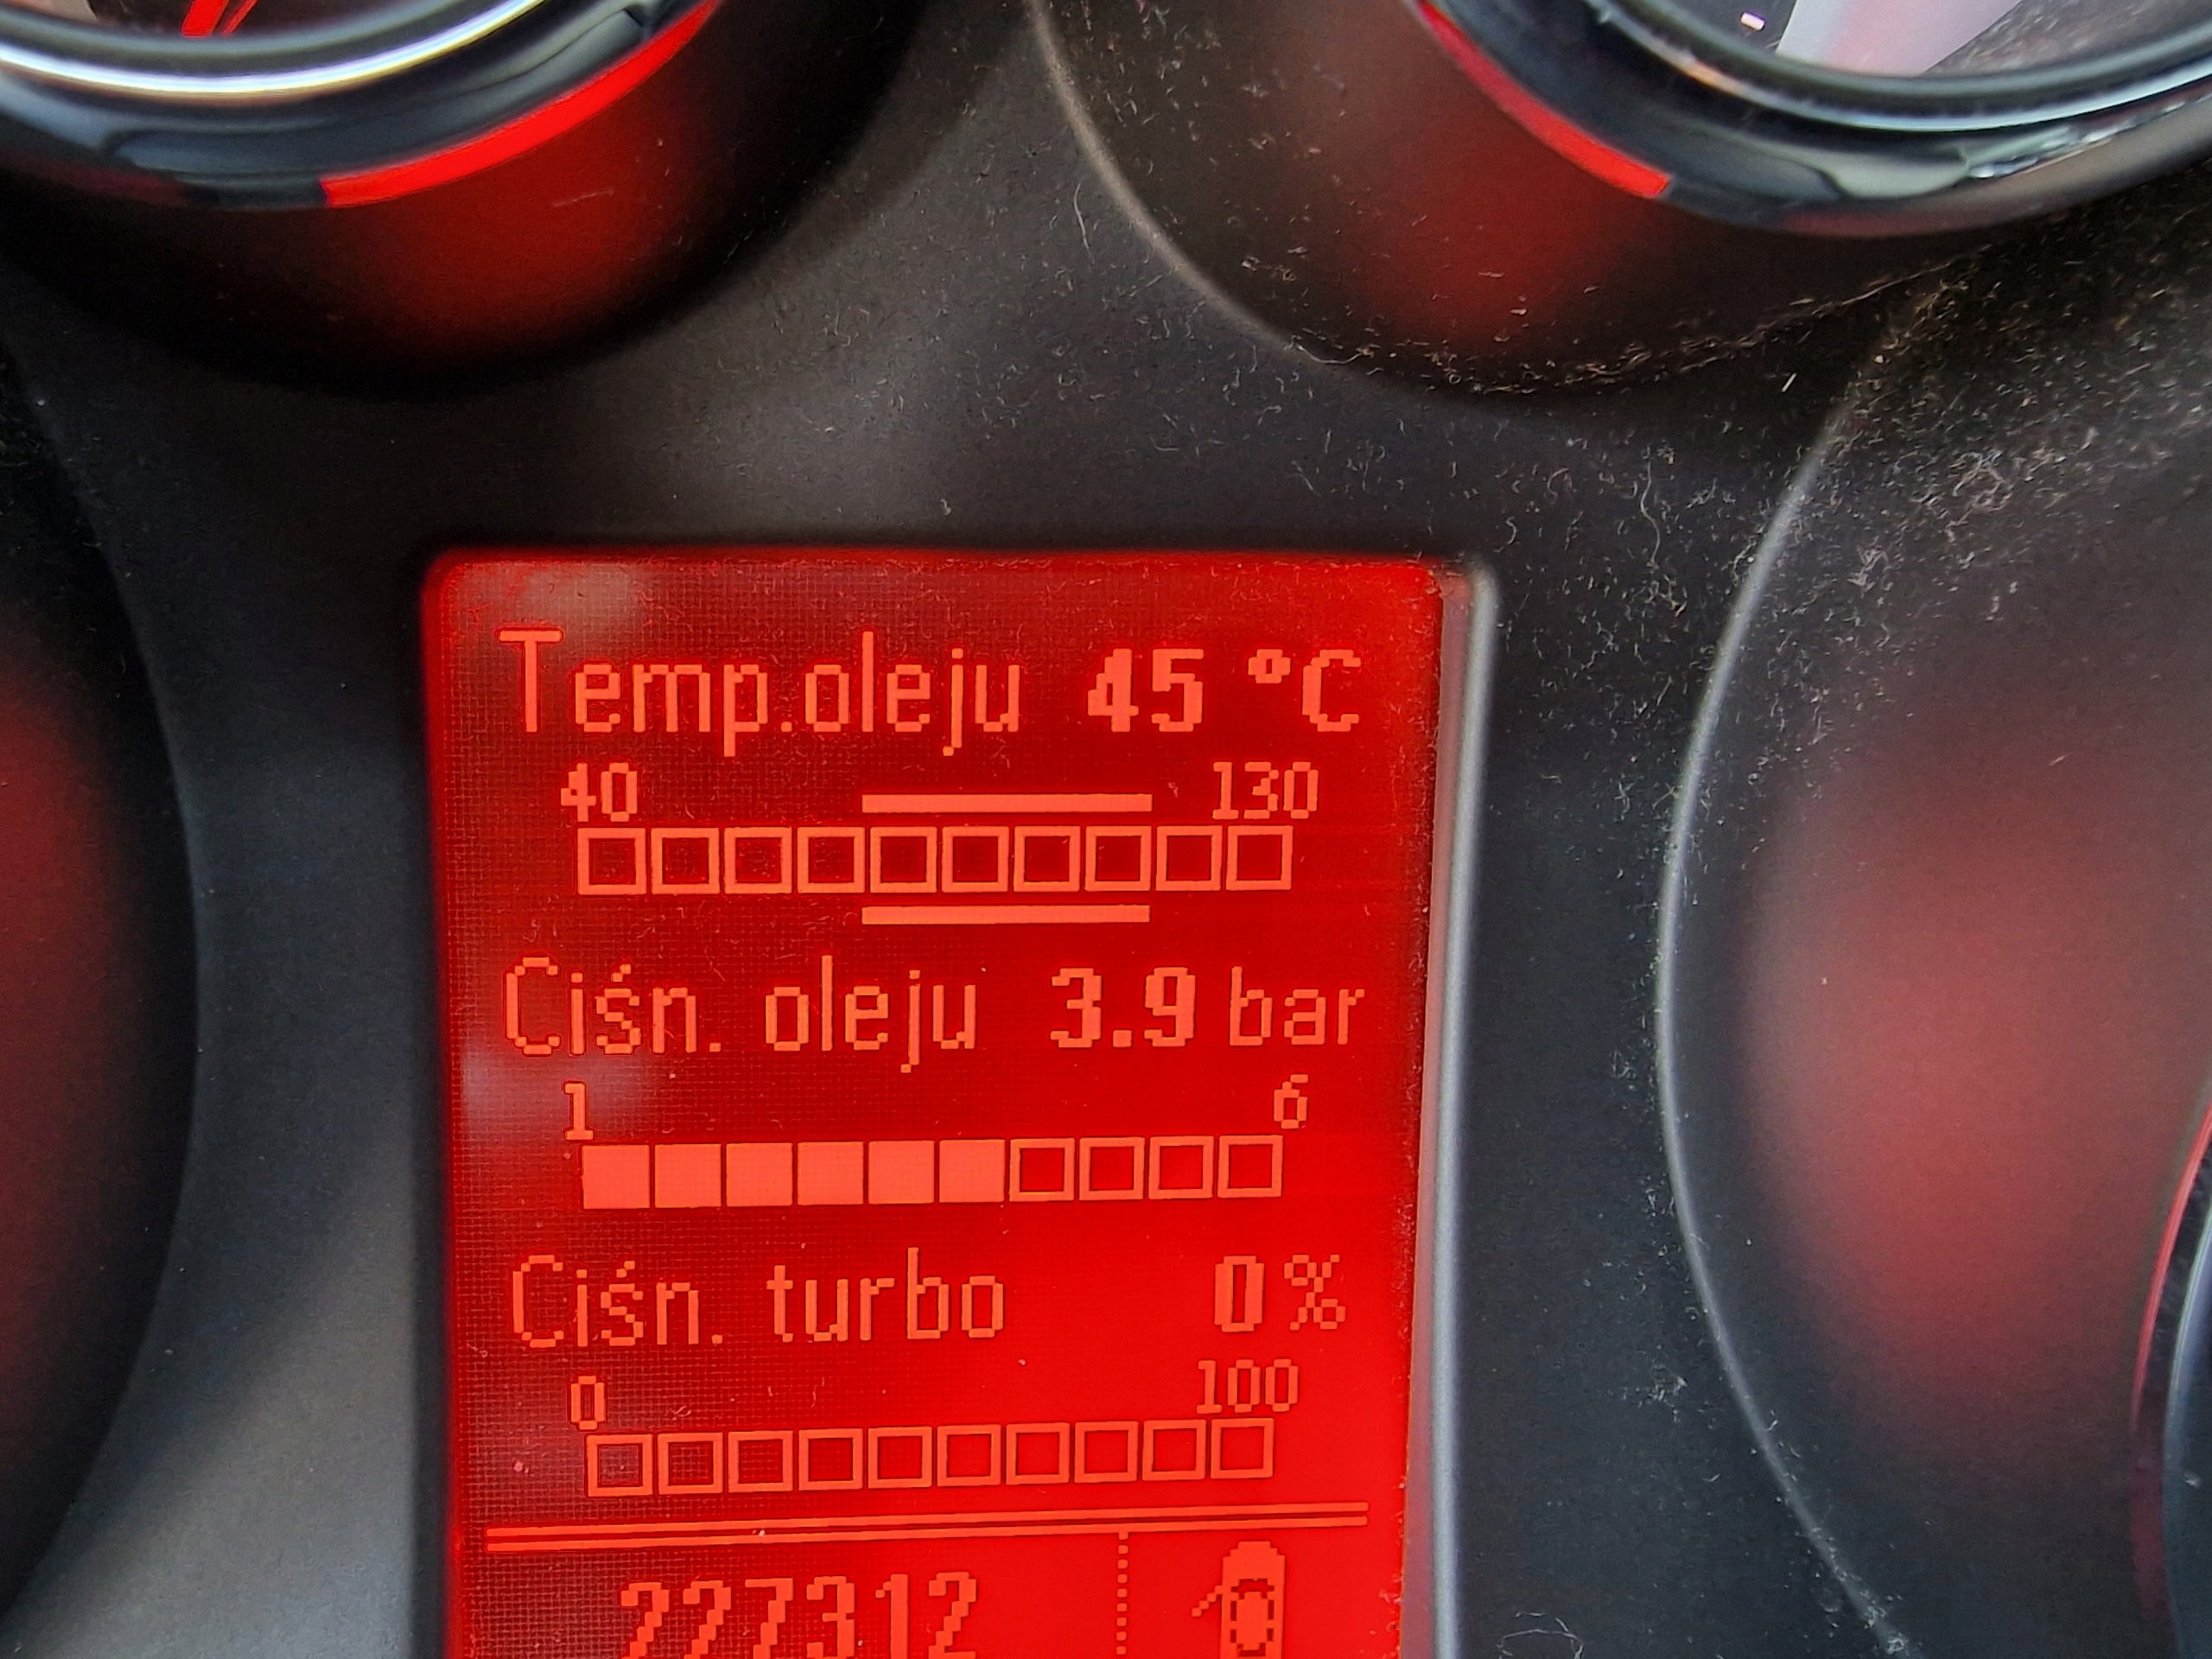 Temp.oleju 45 °C
40 130
Ciśn. oleju 3.9 bar
1 6
Ciśn. turbo 0 %
0 100
227312